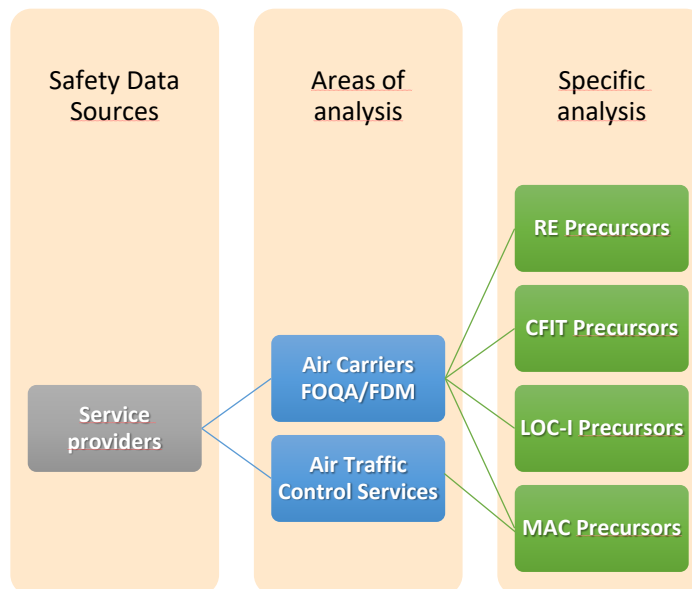 Safety Data
Sources
Areas of
analysis
Specific
analysis
RE Precursors
CFIT Precursors
Air Carriers
FOQA/FDM
Service
providers
LOC-I Precursors
Air Traffic
Control Services
MAC Precursors